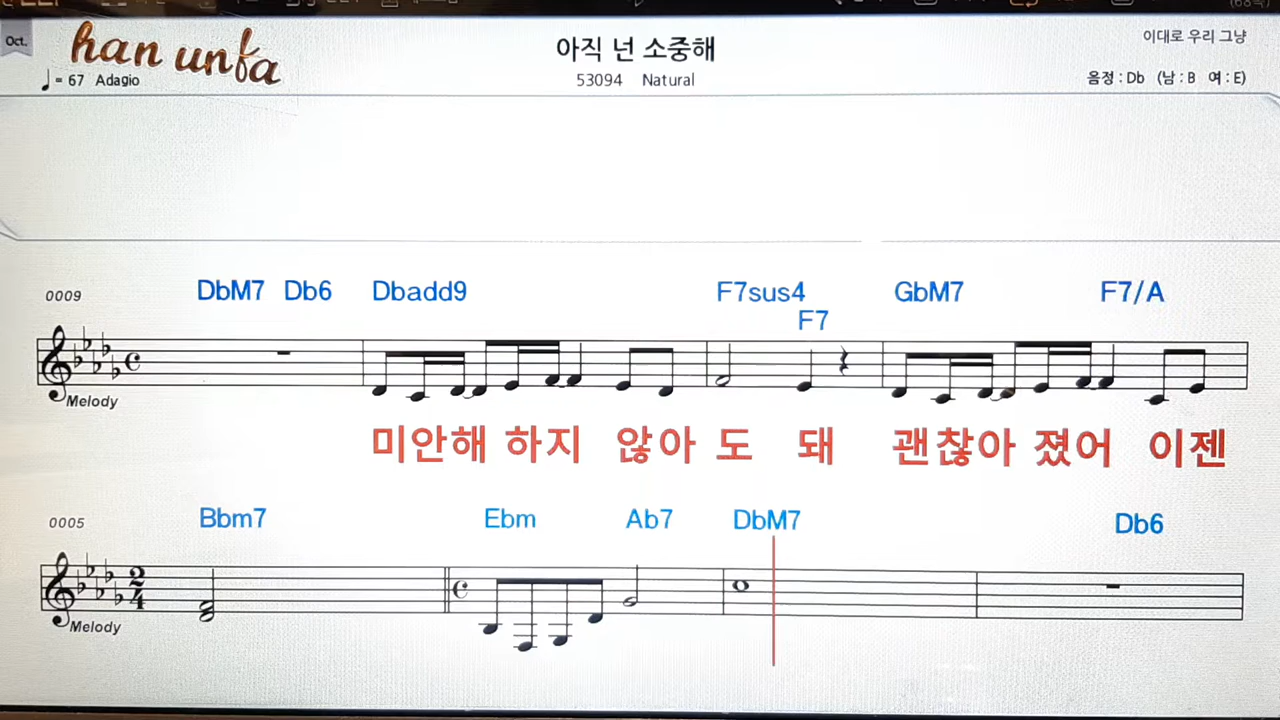 Oct.
han unfa
♩ = 67 Adagio
아직 넌 소중해
53094 Natural
이대로 우리 그냥
음정 : Db (남 : B 여 : E)
0009
DbM7 Db6 Dbadd9 F7sus4 F7 GbM7 F7/A
Melody
미안해 하지 않아 도 돼 괜찮아 졌어 이젠
0005
Bbm7 Ebm Ab7 DbM7 Db6
2
4
Melody